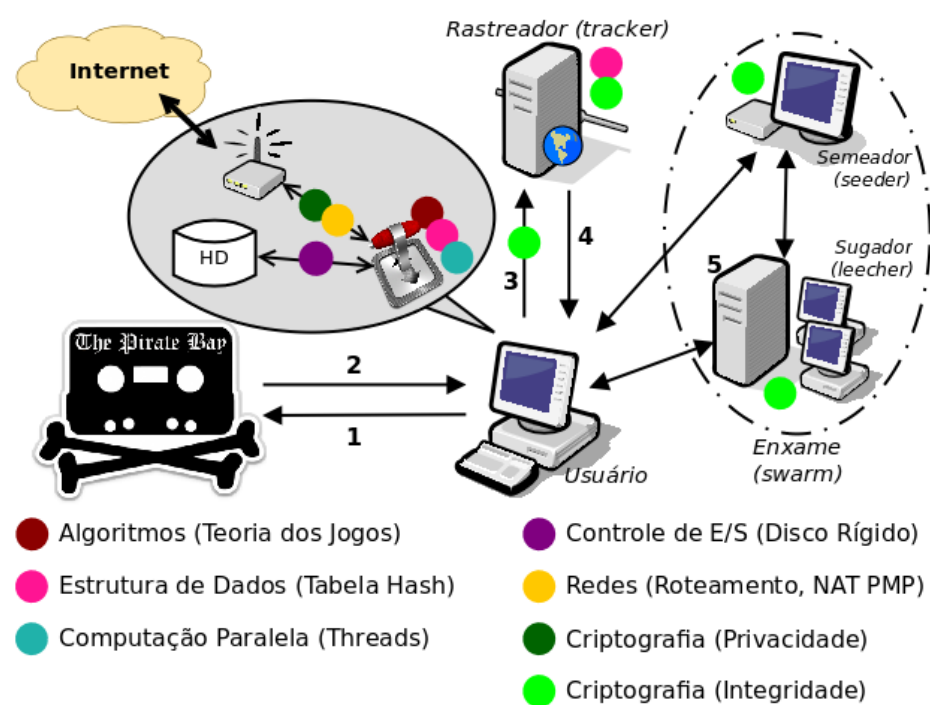 Rastreador (tracker)
Internet
Semeador
(seeder)
HD
4
3
Sugador
(leecher)
5
The Pirate Bay
2
1
Usuário
Enxame
(swarm)
Algoritmos (Teoria dos Jogos)
Estrutura de Dados (Tabela Hash)
Computação Paralela (Threads)
Controle de E/S (Disco Rígido)
Redes (Roteamento, NAT PMP)
Criptografia (Privacidade)
Criptografia (Integridade)